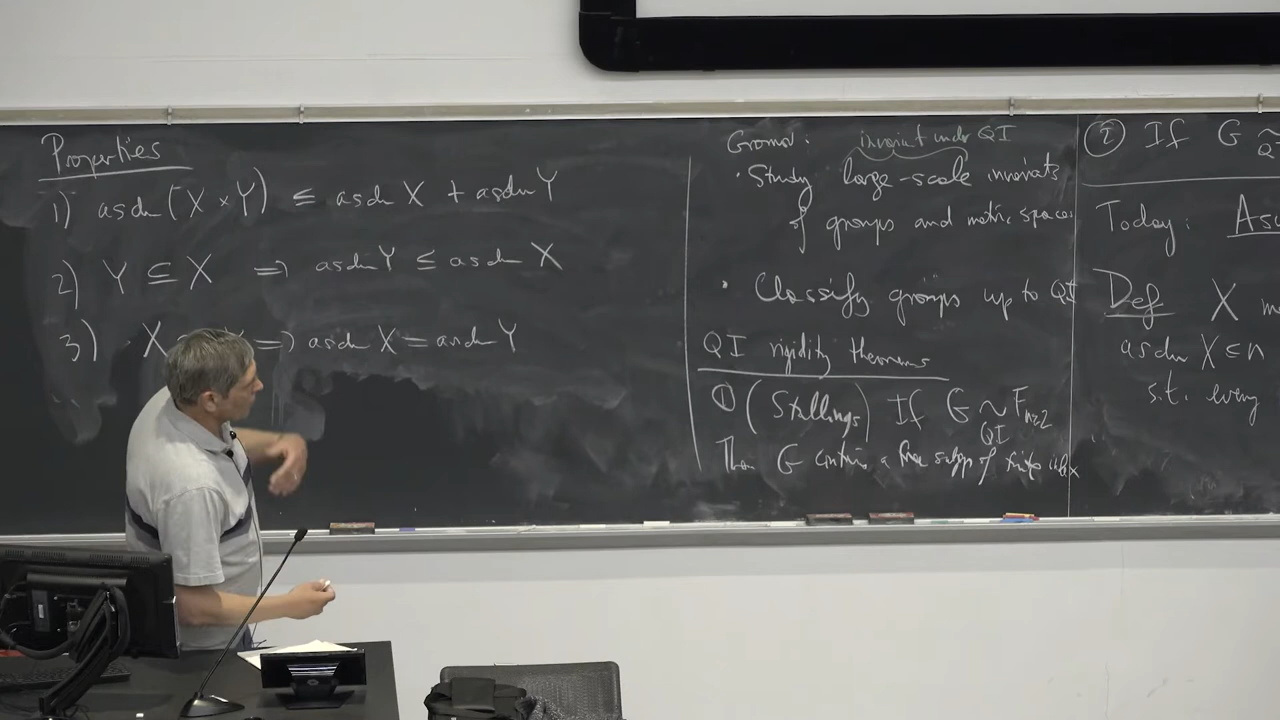 Properties
1) asdim(X × Y) ≤ asdim X + asdim Y
2) Y ⊆ X ⇒ asdim Y ≤ asdim X
3) X ⇒ asdim X = asdim Y
Gromov: invariant under QI
• Study large-scale invariants
of groups and metric spaces
• Classify groups up to QI
QI rigidity theorems
① (Stallings) If G ~ F n≥2
QI
Then G contains a free subgp of finite index
② If G ~
Q
Today: As
Def X m
asdim X ≤ n
s.t. every